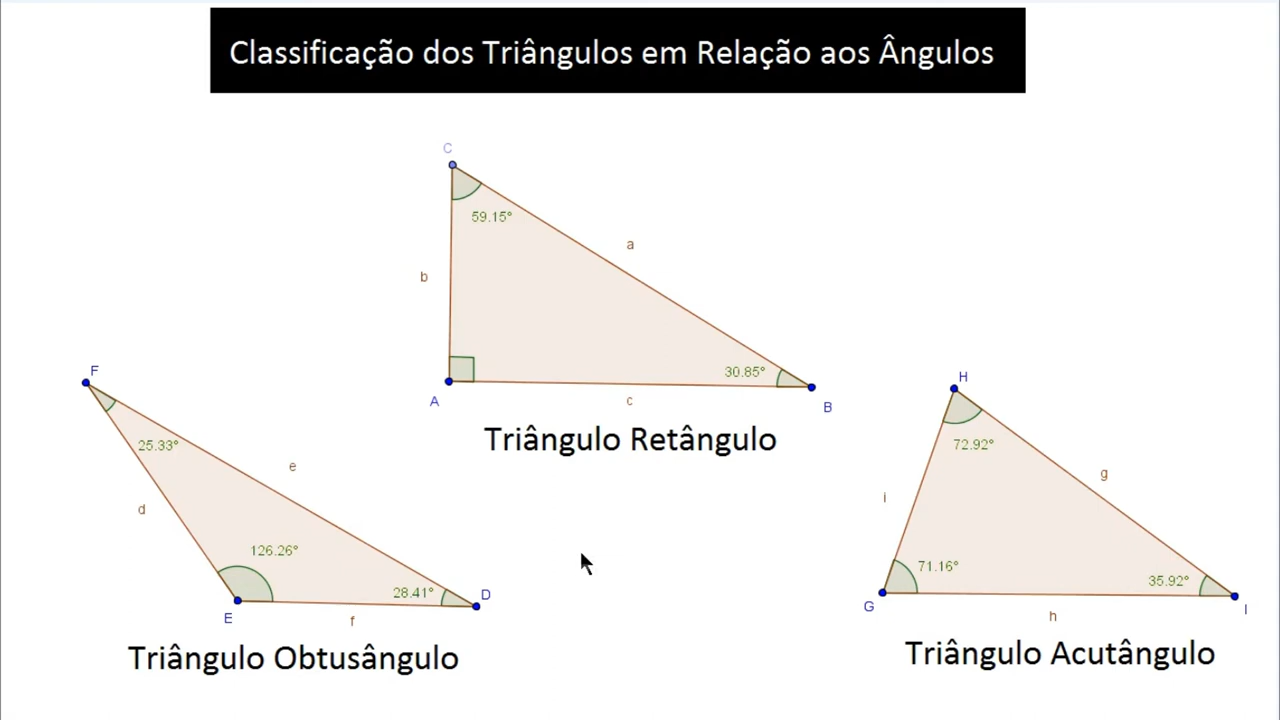 Classificação dos Triângulos em Relação aos Ângulos
C
59.15°
a
b
30.85°
A
c
B
Triângulo Retângulo
F
25.33°
e
d
126.26°
28.41°
D
E
f
Triângulo Obtusângulo
H
72.92°
g
i
71.16°
35.92°
G
h
I
Triângulo Acutângulo